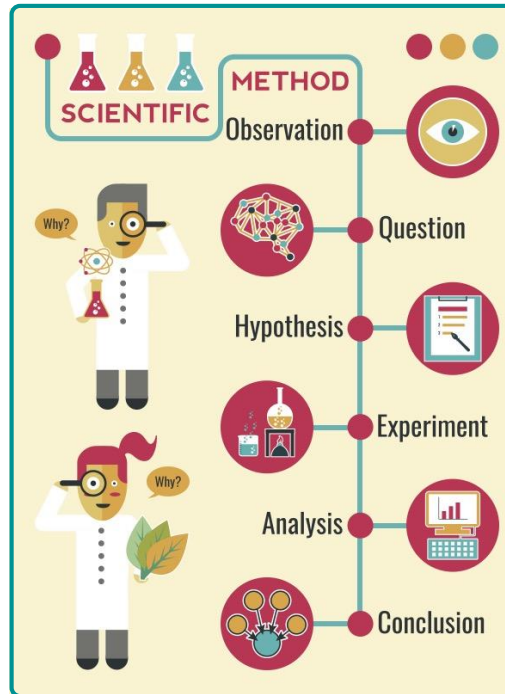 SCIENTIFIC
METHOD
Observation
Question
Why?
Hypothesis
Experiment
Why?
Analysis
Conclusion